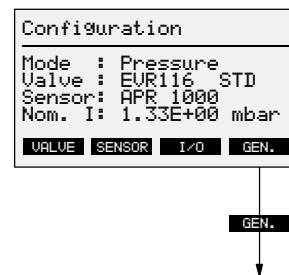 Configuration
Mode : Pressure
Valve : EVR116 STD
Sensor: APR 1000
Nom. I: 1.33E+00 mbar
VALVE SENSOR I/O GEN.
GEN.